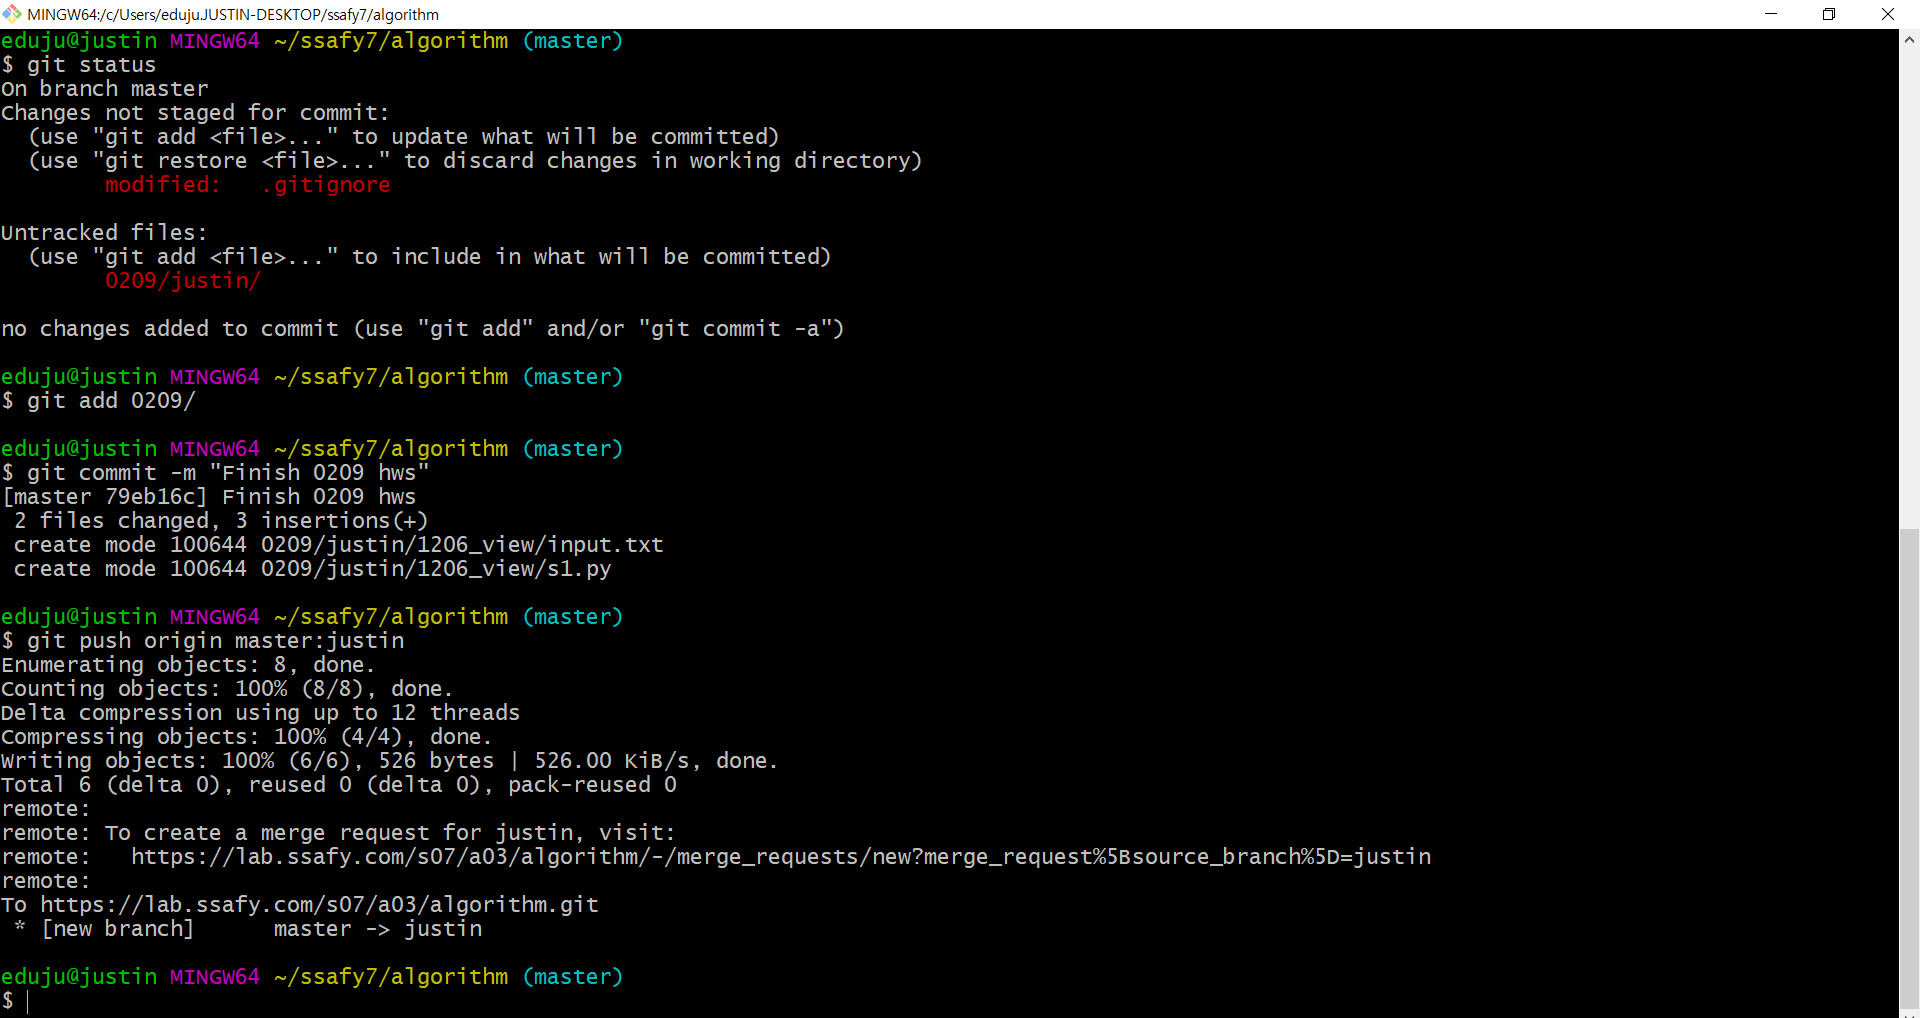 MINGW64:/c/Users/eduju.JUSTIN-DESKTOP/ssafy7/algorithm
eduju@justin MINGW64 ~/ssafy7/algorithm (master)
$ git status
On branch master
Changes not staged for commit:
  (use "git add <file>..." to update what will be committed)
  (use "git restore <file>..." to discard changes in working directory)
        modified:   .gitignore

Untracked files:
  (use "git add <file>..." to include in what will be committed)
        0209/justin/

no changes added to commit (use "git add" and/or "git commit -a")

eduju@justin MINGW64 ~/ssafy7/algorithm (master)
$ git add 0209/

eduju@justin MINGW64 ~/ssafy7/algorithm (master)
$ git commit -m "Finish 0209 hws"
[master 79eb16c] Finish 0209 hws
 2 files changed, 3 insertions(+)
 create mode 100644 0209/justin/1206_view/input.txt
 create mode 100644 0209/justin/1206_view/s1.py

eduju@justin MINGW64 ~/ssafy7/algorithm (master)
$ git push origin master:justin
Enumerating objects: 8, done.
Counting objects: 100% (8/8), done.
Delta compression using up to 12 threads
Compressing objects: 100% (4/4), done.
Writing objects: 100% (6/6), 526 bytes | 526.00 KiB/s, done.
Total 6 (delta 0), reused 0 (delta 0), pack-reused 0
remote:
remote: To create a merge request for justin, visit:
remote:   https://lab.ssafy.com/s07/a03/algorithm/-/merge_requests/new?merge_request%5Bsource_branch%5D=justin
remote:
To https://lab.ssafy.com/s07/a03/algorithm.git
 * [new branch]      master -> justin

eduju@justin MINGW64 ~/ssafy7/algorithm (master)
$